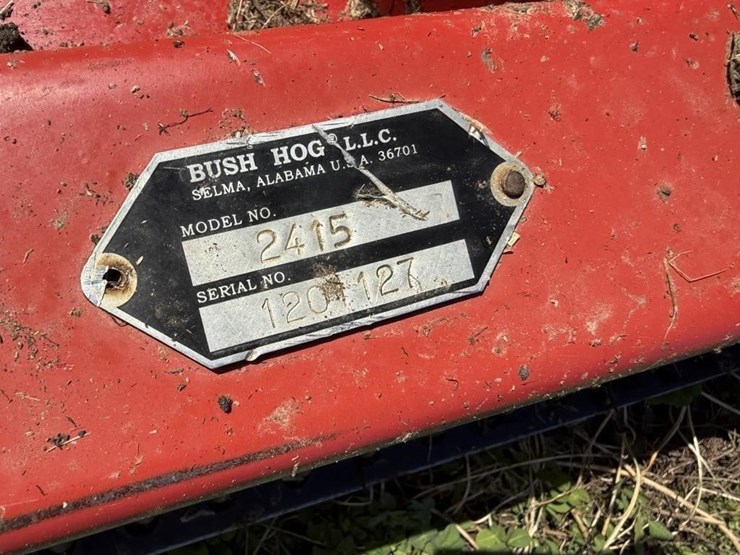 BUSH HOG® L.L.C.
SELMA, ALABAMA U.S.A. 36701
MODEL NO.
2415
SERIAL NO.